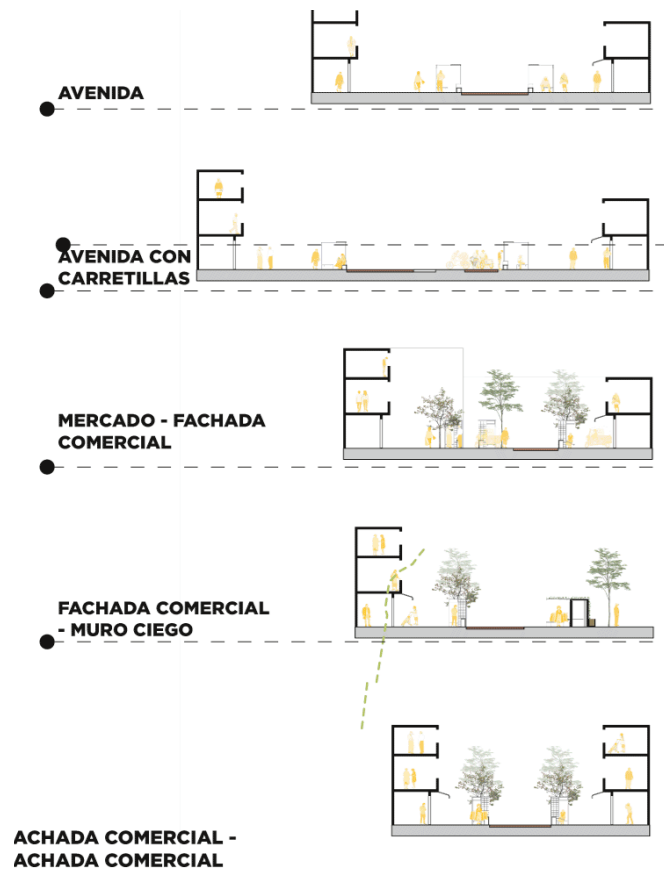 AVENIDA
AVENIDA CON
CARRETILLAS
MERCADO - FACHADA
COMERCIAL
FACHADA COMERCIAL
- MURO CIEGO
ACHADA COMERCIAL -
ACHADA COMERCIAL